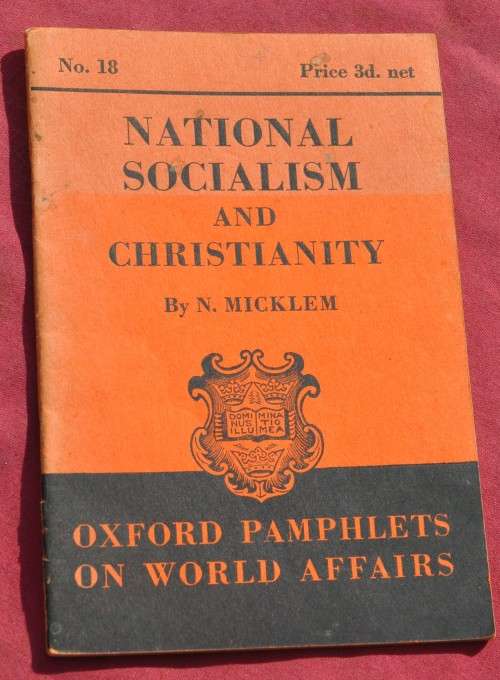 No. 18 Price 3d. net
NATIONAL
SOCIALISM
AND
CHRISTIANITY
By N. MICKLEM
DOMI MINA
NUS TIO
ILLU MEA
OXFORD PAMPHLETS
ON WORLD AFFAIRS